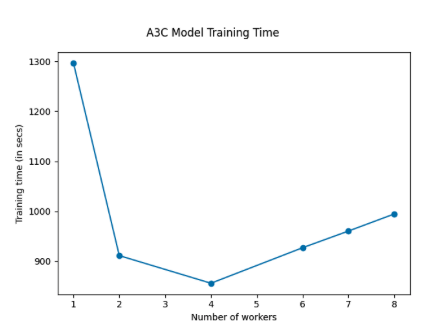 A3C Model Training Time
1300
1200
1100
1000
900
Training time (in secs)
1 2 3 4 5 6 7 8
Number of workers